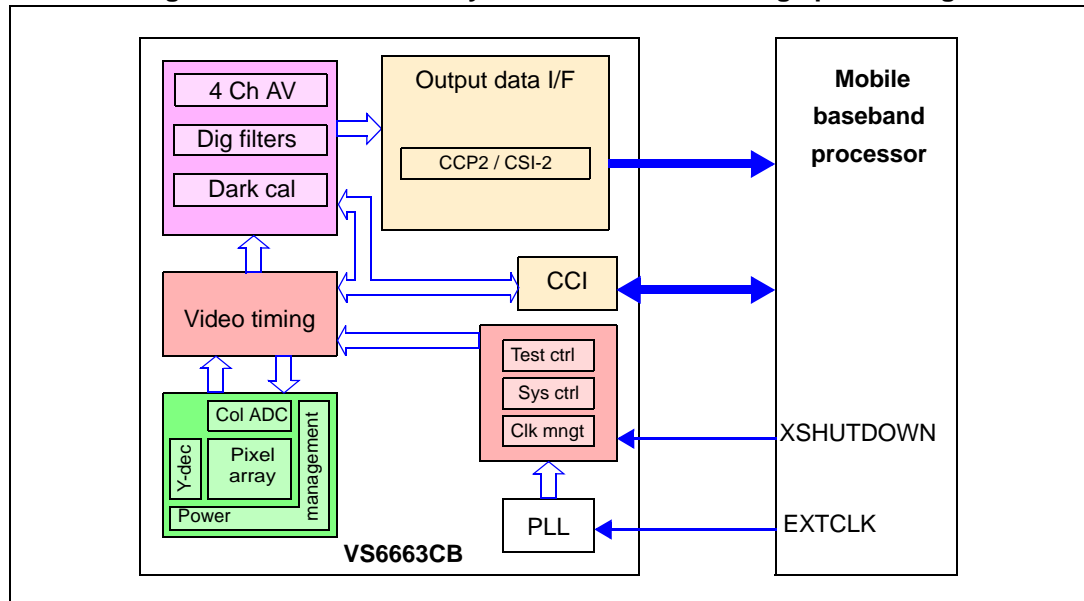 4 Ch AV
Dig filters
Dark cal
Output data I/F
CCP2 / CSI-2
Mobile
baseband
processor
CCI
Video timing
Test ctrl
Sys ctrl
Clk mngt
Col ADC
Y-dec
Pixel
array
Power
management
PLL
XSHUTDOWN
EXTCLK
VS6663CB